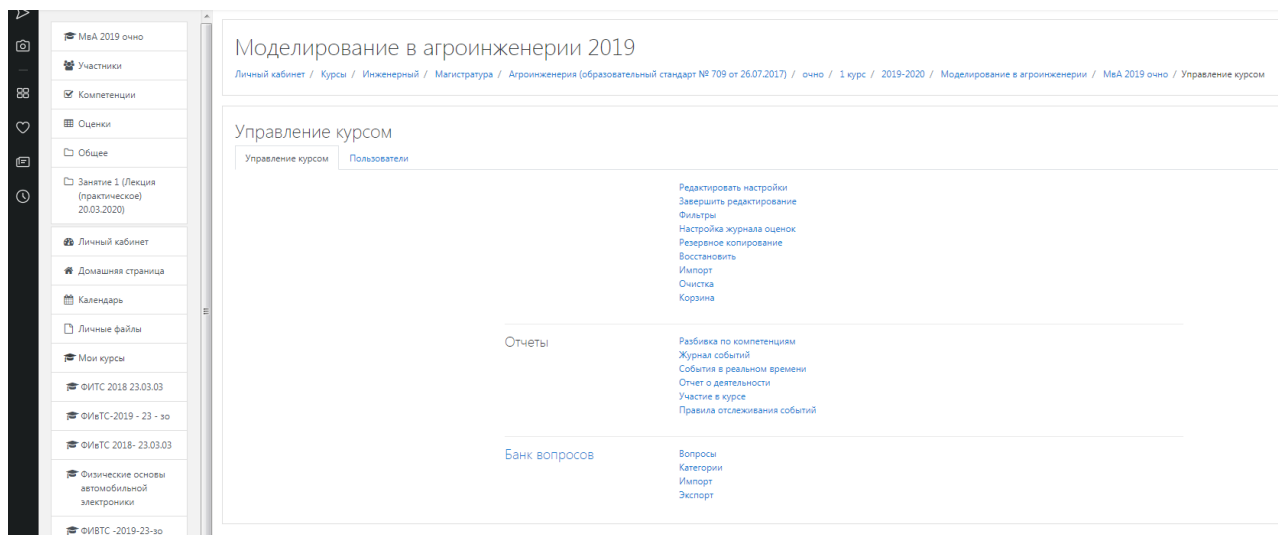 МвА 2019 очно
Участники
Компетенции
Оценки
Общее
Занятие 1 (Лекция
(практическое)
20.03.2020)
Личный кабинет
Домашняя страница
Календарь
Личные файлы
Мои курсы
ФИТС 2018 23.03.03
ФИвТС-2019 - 23 - зо
ФИвТС 2018- 23.03.03
Физические основы
автомобильной
электроники
ФИВТС -2019-23-зо
Моделирование в агроинженерии 2019
Личный кабинет / Курсы / Инженерный / Магистратура / Агроинженерия (образовательный стандарт № 709 от 26.07.2017) / очно / 1 курс / 2019-2020 / Моделирование в агроинженерии / МвА 2019 очно / Управление курсом
Управление курсом
Управление курсом Пользователи
Редактировать настройки
Завершить редактирование
Фильтры
Настройка журнала оценок
Резервное копирование
Восстановить
Импорт
Очистка
Корзина
Отчеты
Разбивка по компетенциям
Журнал событий
События в реальном времени
Отчет о деятельности
Участие в курсе
Правила отслеживания событий
Банк вопросов
Вопросы
Категории
Импорт
Экспорт